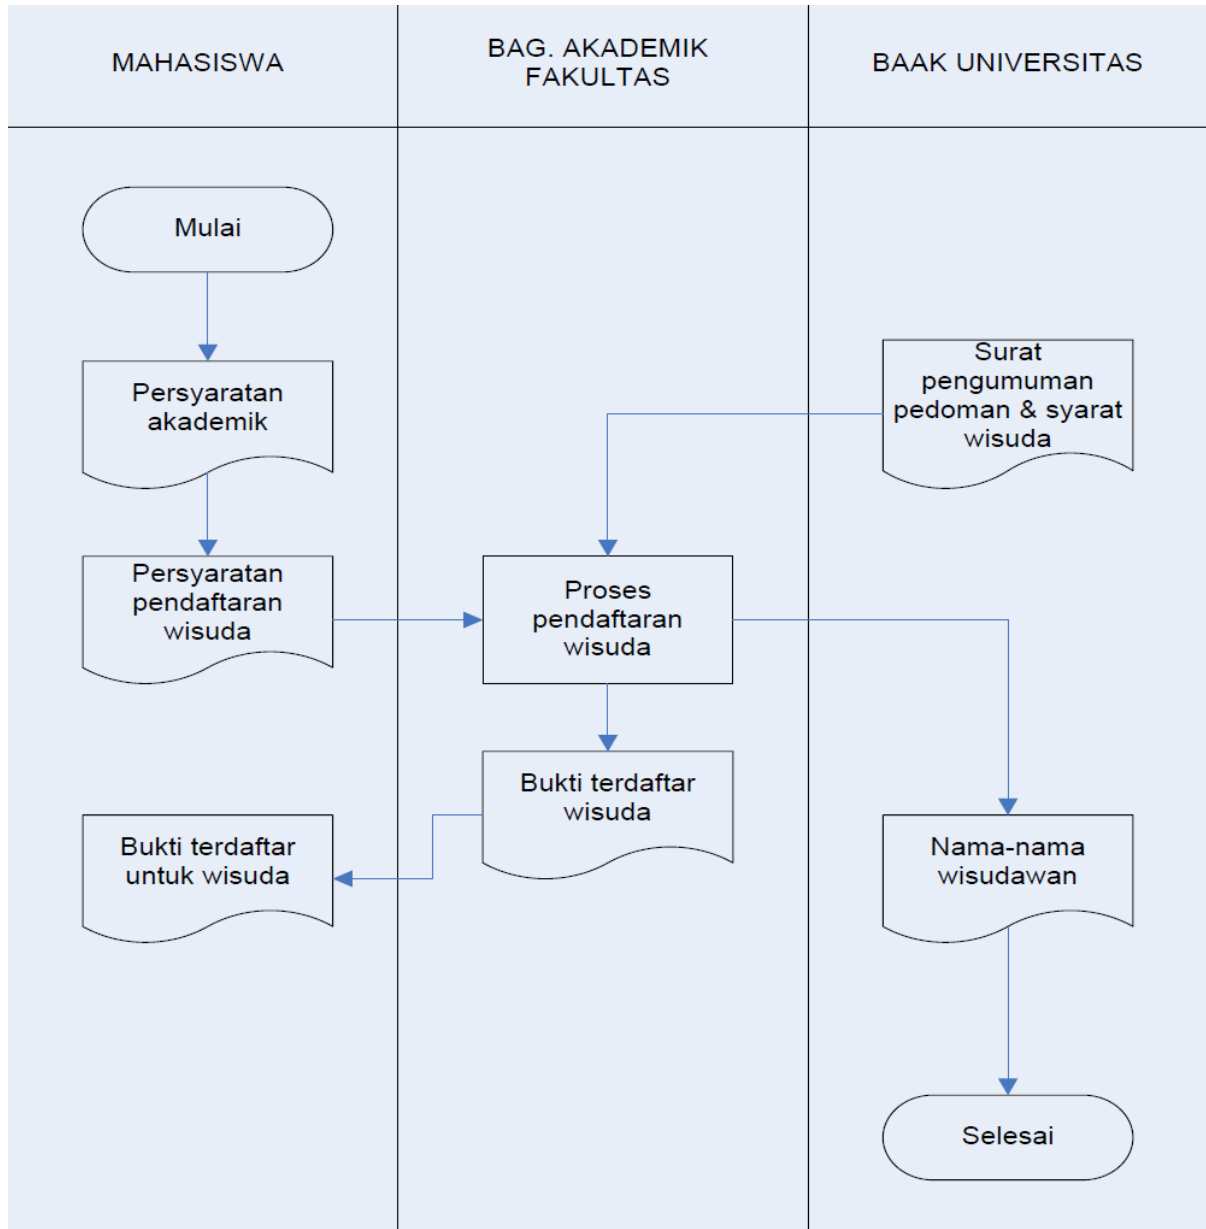 MAHASISWA
BAG. AKADEMIK
FAKULTAS
BAAK UNIVERSITAS
Mulai
Persyaratan
akademik
Surat
pengumuman
pedoman & syarat
wisuda
Persyaratan
pendaftaran
wisuda
Proses
pendaftaran
wisuda
Bukti terdaftar
wisuda
Bukti terdaftar
untuk wisuda
Nama-nama
wisudawan
Selesai